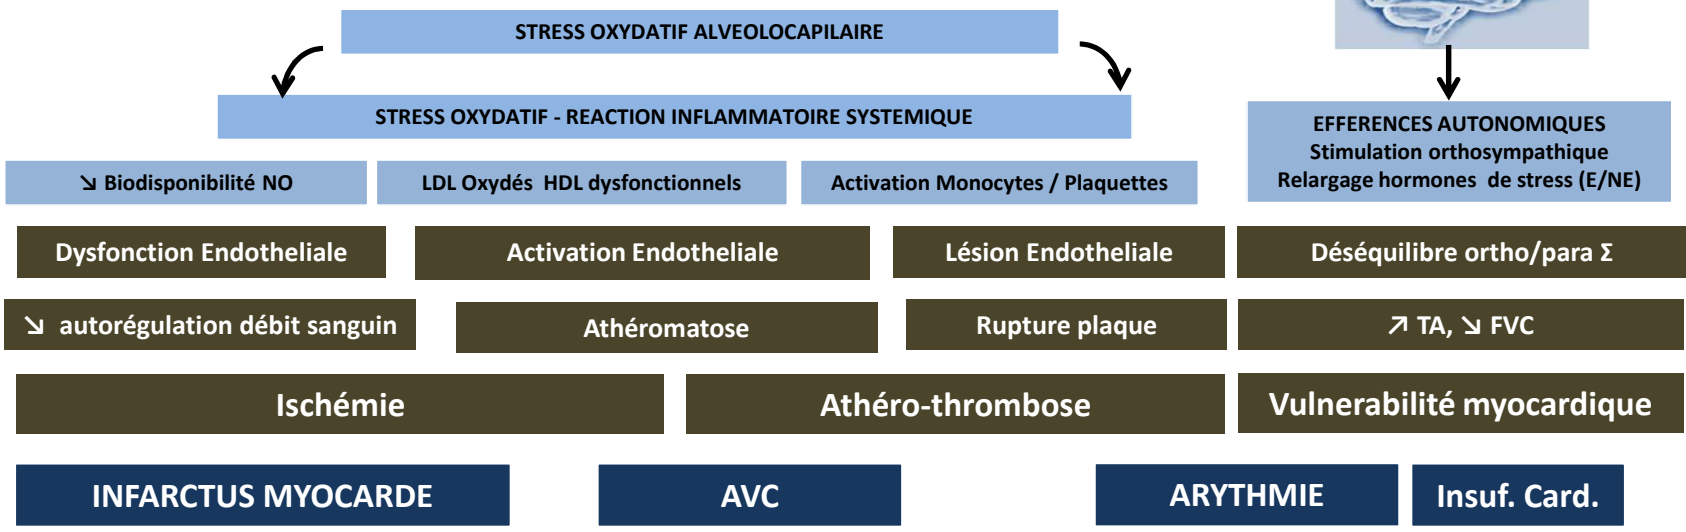 STRESS OXYDATIF ALVEOLOCAPILAIRE
STRESS OXYDATIF - REACTION INFLAMMATOIRE SYSTEMIQUE
EFFERENCES AUTONOMIQUES
Stimulation orthosympathique
Relargage hormones de stress (E/NE)
↘ Biodisponibilité NO
LDL Oxydés HDL dysfonctionnels
Activation Monocytes / Plaquettes
Dysfonction Endotheliale
Activation Endotheliale
Lésion Endotheliale
Déséquilibre ortho/para Σ
↘ autorégulation débit sanguin
Athéromatose
Rupture plaque
↗ TA, ↘ FVC
Ischémie
Athéro-thrombose
Vulnerabilité myocardique
INFARCTUS MYOCARDE
AVC
ARYTHMIE
Insuf. Card.